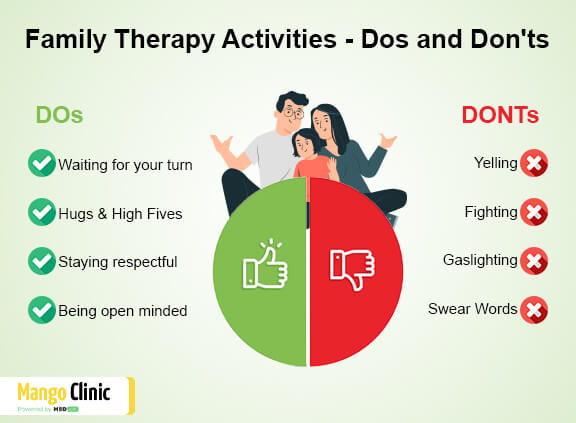 Family Therapy Activities - Dos and Don'ts
DOs
Waiting for your turn
Hugs & High Fives
Staying respectful
Being open minded
DONTs
Yelling
Fighting
Gaslighting
Swear Words
Mango Clinic
Powered by